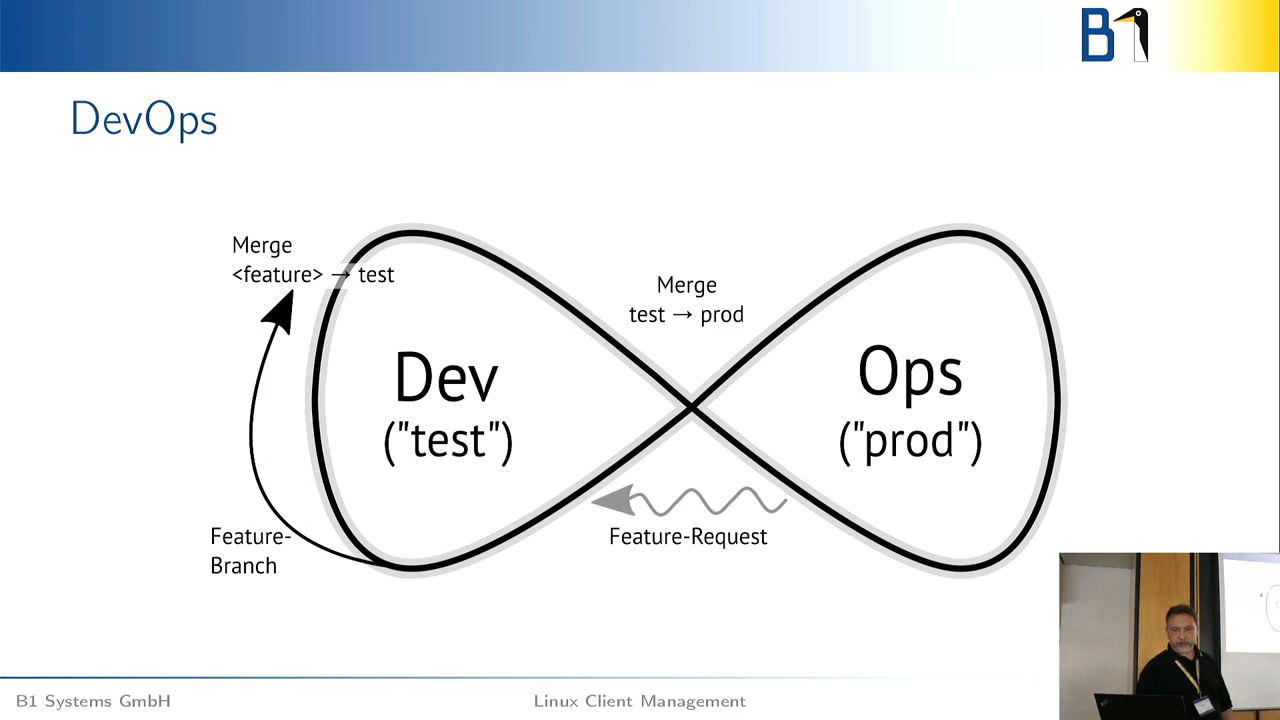 B1
DevOps
Merge
<feature> → test
Merge
test → prod
Dev
("test")
Ops
("prod")
Feature-
Branch
Feature-Request
B1 Systems GmbH
Linux Client Management